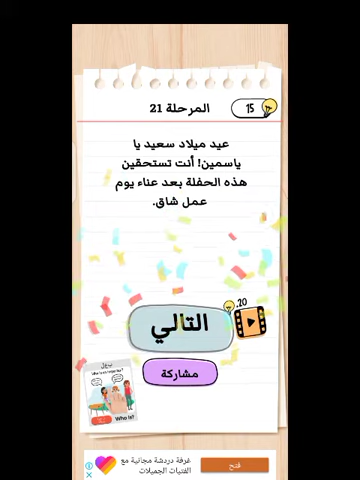 المرحلة 21
15
عيد ميلاد سعيد يا
ياسمين! أنت تستحقين
هذه الحفلة بعد عناء يوم
عمل شاق.
20
التالي
مشاركة
Who is?
غرفة دردشة مجانية مع
الفتيات الجميلات
فتح